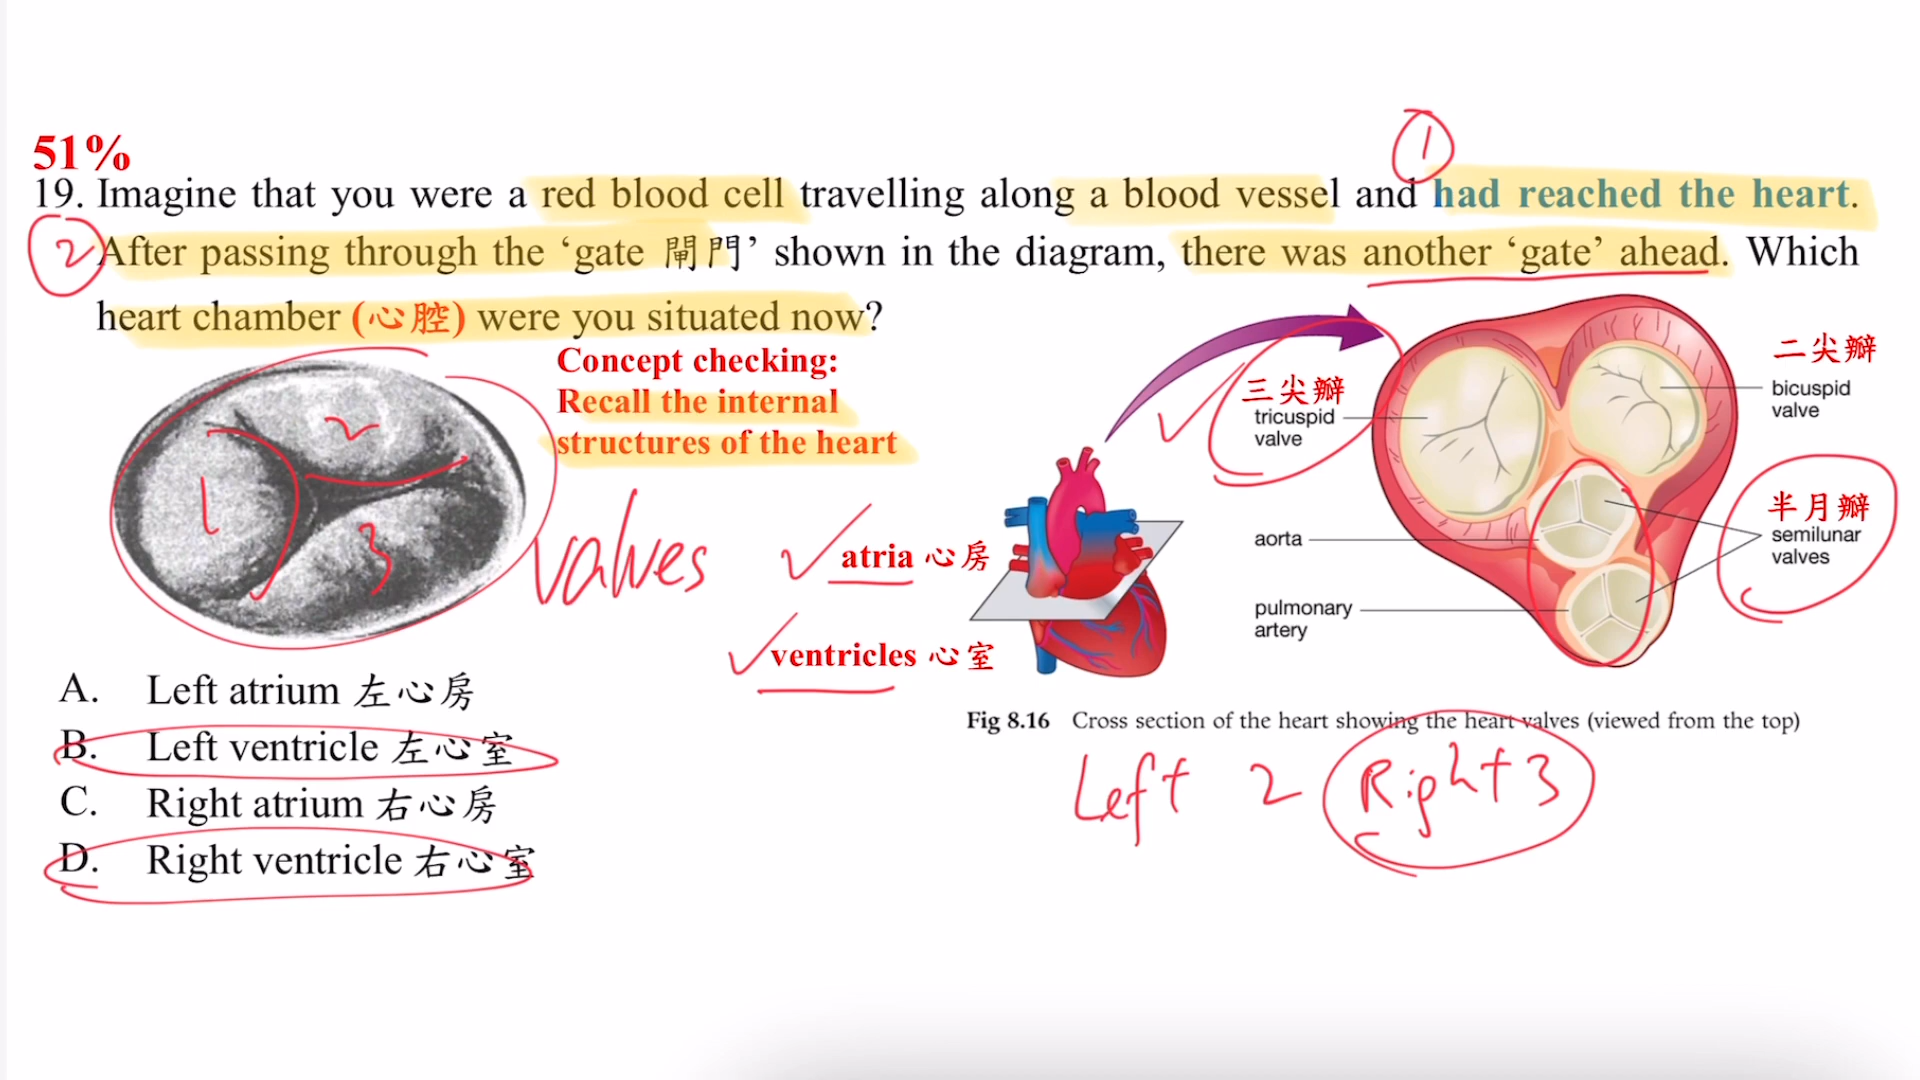 51%
①
19. Imagine that you were a red blood cell travelling along a blood vessel and had reached the heart.
② After passing through the ‘gate 閘門’ shown in the diagram, there was another ‘gate’ ahead. Which
heart chamber (心腔) were you situated now?
Concept checking:
Recall the internal
structures of the heart
1
2
3
valves
atria 心房
ventricles 心室
三尖瓣
tricuspid
valve
二尖瓣
bicuspid
valve
半月瓣
semilunar
valves
aorta
pulmonary
artery
Fig 8.16 Cross section of the heart showing the heart valves (viewed from the top)
Left 2 Right 3
A. Left atrium 左心房
B. Left ventricle 左心室
C. Right atrium 右心房
D. Right ventricle 右心室